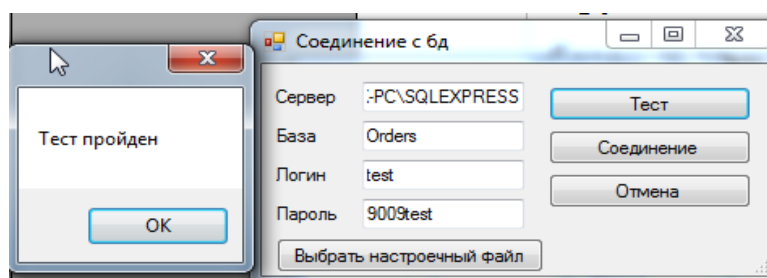 Соединение с бд
Тест пройден
OK
Сервер :-PC\SQLEXPRESS
База Orders
Логин test
Пароль 9009test
Выбрать настроечный файл
Тест
Соединение
Отмена